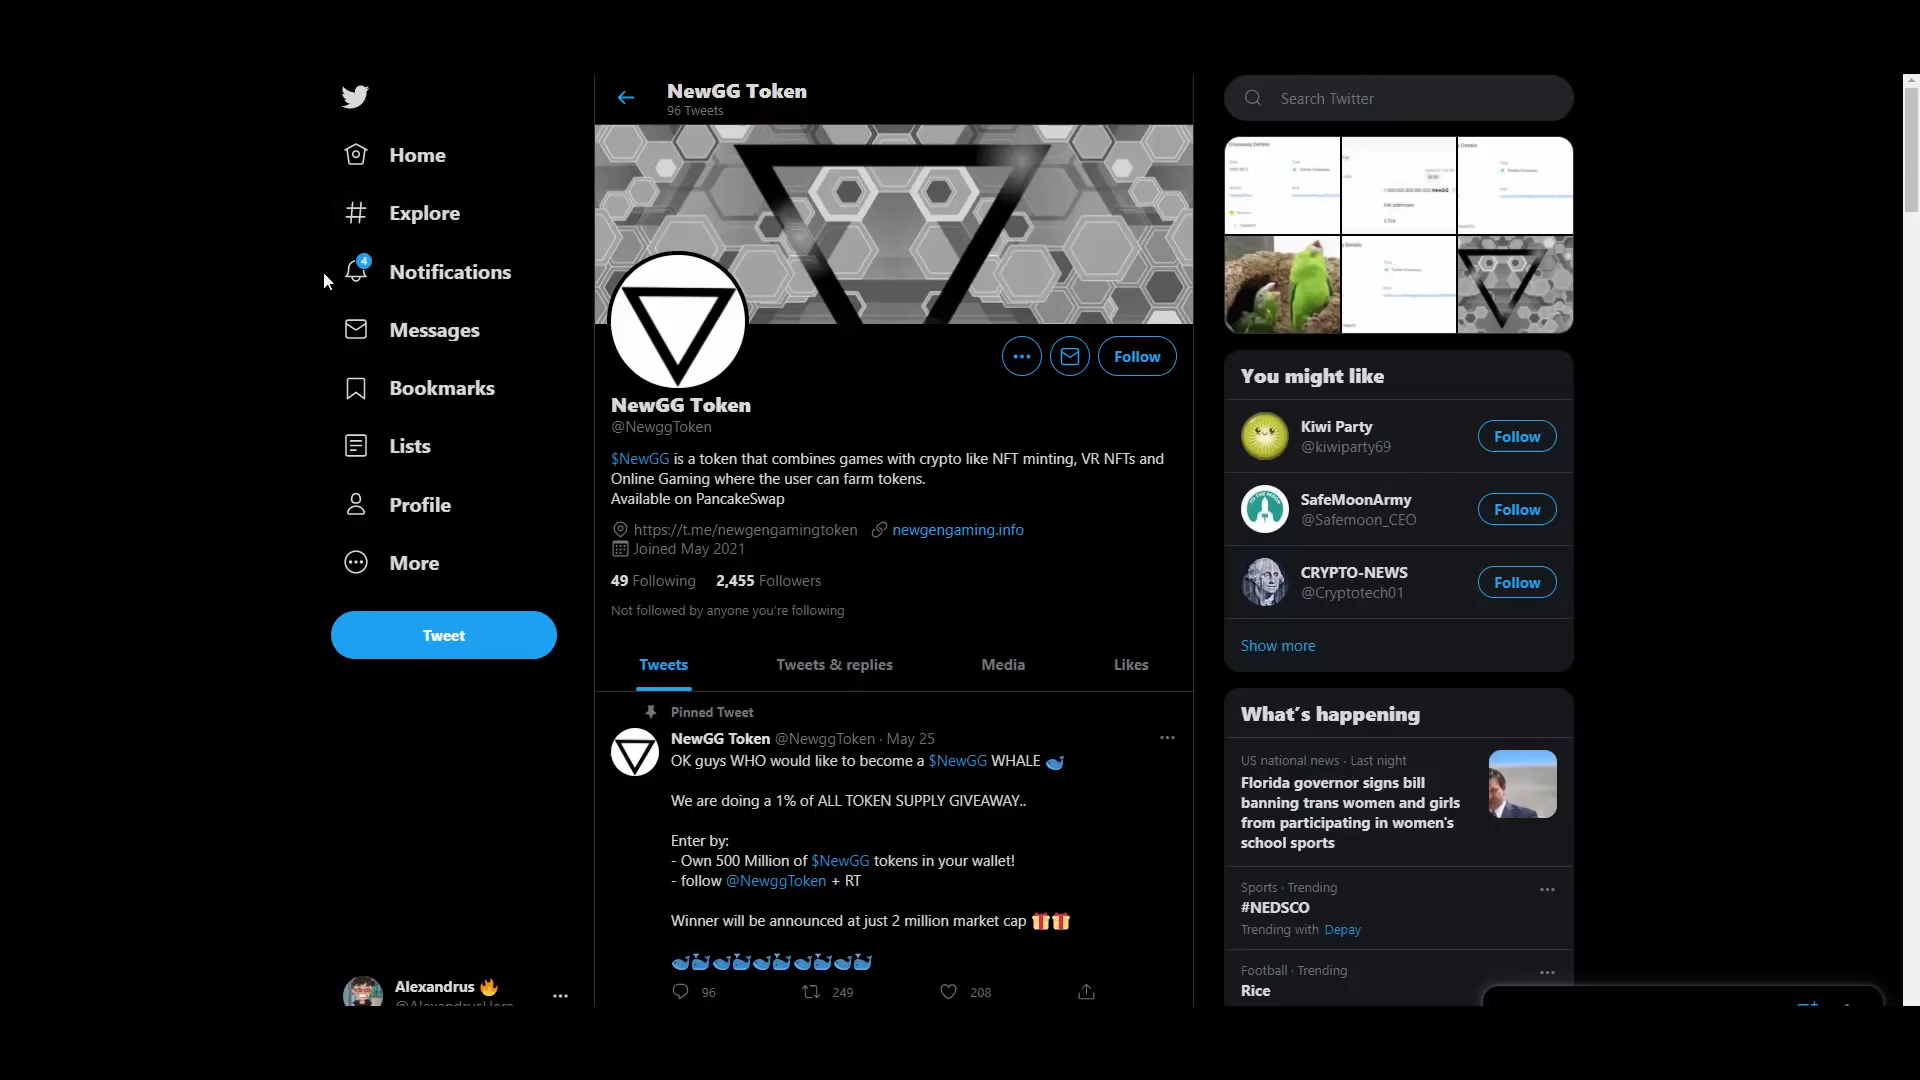 Home
Explore
4
Notifications
Messages
Bookmarks
Lists
Profile
More
Tweet
Alexandrus 🔥
NewGG Token
96 Tweets
Follow
NewGG Token
@NewggToken
$NewGG is a token that combines games with crypto like NFT minting, VR NFTs and
Online Gaming where the user can farm tokens.
Available on PancakeSwap
https://t.me/newgengamingtoken newgengaming.info
Joined May 2021
49 Following 2,455 Followers
Not followed by anyone you're following
Tweets Tweets & replies Media Likes
Pinned Tweet
NewGG Token @NewggToken · May 25
OK guys WHO would like to become a $NewGG WHALE 🐋
We are doing a 1% of ALL TOKEN SUPPLY GIVEAWAY..
Enter by:
- Own 500 Million of $NewGG tokens in your wallet!
- follow @NewggToken + RT
Winner will be announced at just 2 million market cap 🎁🎁
🐋🐳🐋🐳🐋🐳🐋🐳🐋🐳
96 249 208
Search Twitter
You might like
Kiwi Party
@kiwiparty69
Follow
SafeMoonArmy
@Safemoon_CEO
Follow
CRYPTO-NEWS
@Cryptotech01
Follow
Show more
What's happening
US national news · Last night
Florida governor signs bill
banning trans women and girls
from participating in women's
school sports
Sports · Trending
#NEDSCO
Trending with Depay
Football · Trending
Rice